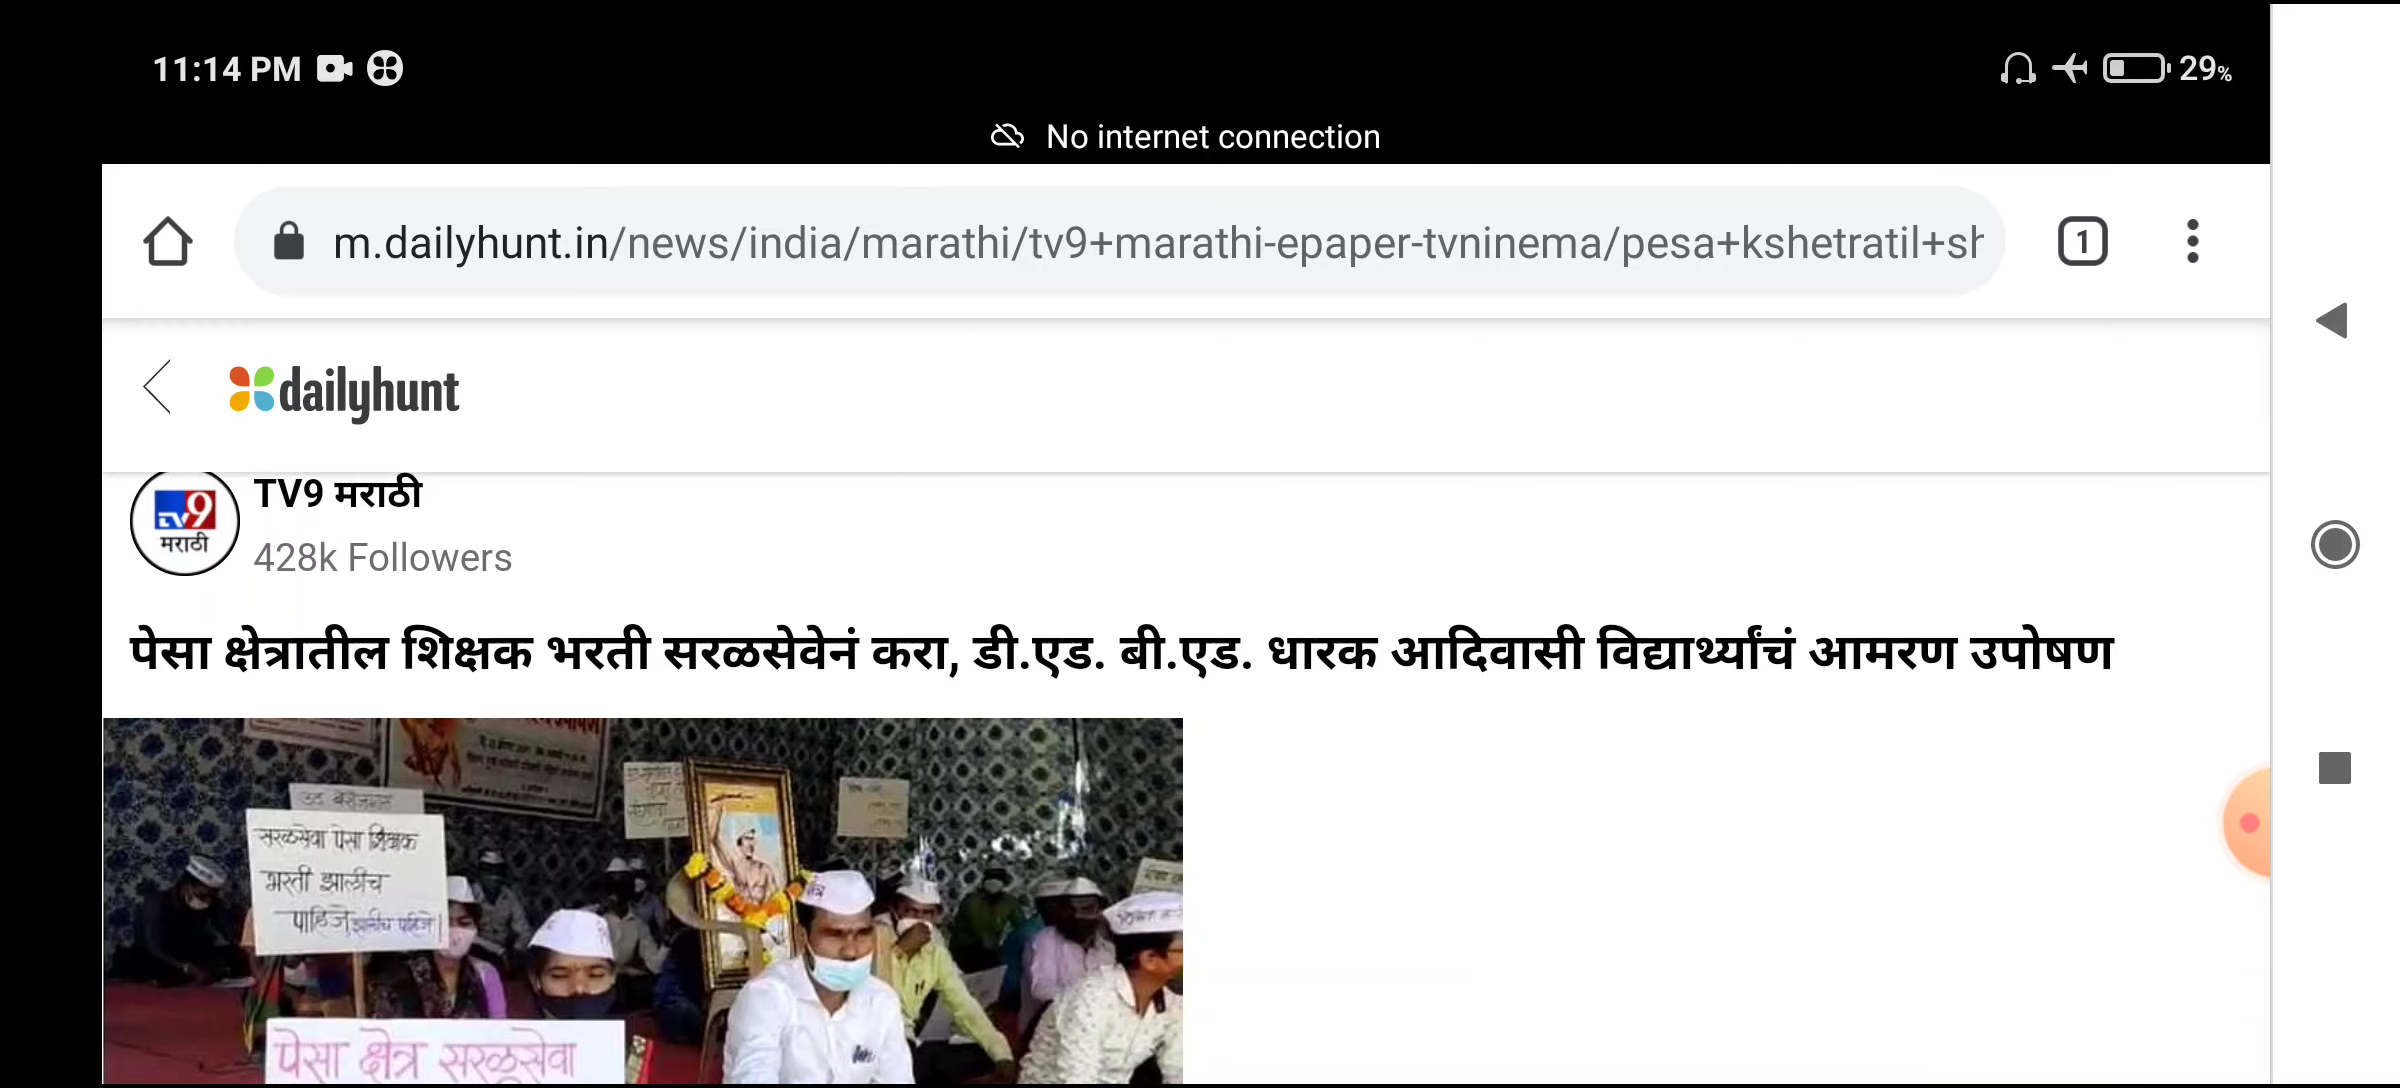 11:14 PM
29%
No internet connection
m.dailyhunt.in/news/india/marathi/tv9+marathi-epaper-tvninema/pesa+kshetratil+sh
1
dailyhunt
TV9 मराठी
TV9 मराठी
428k Followers
पेसा क्षेत्रातील शिक्षक भरती सरळसेवेनं करा, डी.एड. बी.एड. धारक आदिवासी विद्यार्थ्यांचं आमरण उपोषण
सरळसेवा पेसा शिक्षक
भरती झालीच
पाहिजे झालीच पाहिजे
पेसा क्षेत्र सरळसेवा